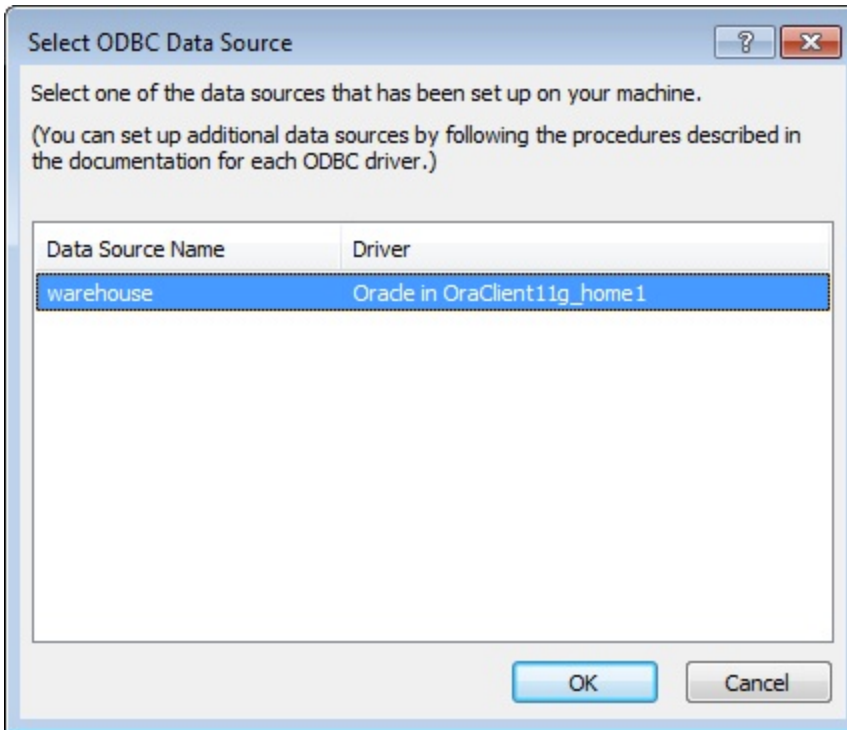 Select ODBC Data Source
Select one of the data sources that has been set up on your machine.
(You can set up additional data sources by following the procedures described in
the documentation for each ODBC driver.)
Data Source Name Driver
warehouse Oracle in OraClient11g_home1
OK Cancel